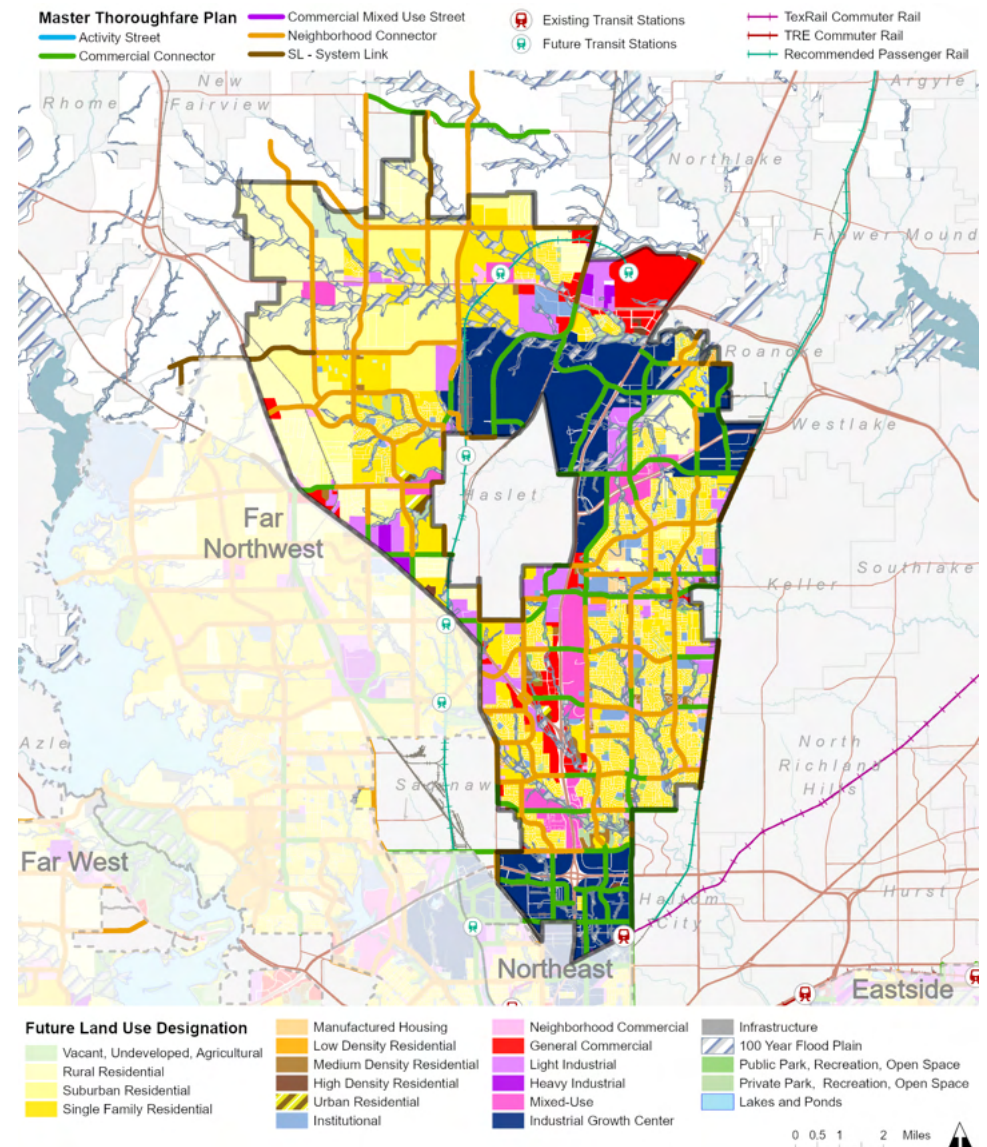 Master Thoroughfare Plan
Activity Street
Commercial Connector
Commercial Mixed Use Street
Neighborhood Connector
SL - System Link
Existing Transit Stations
Future Transit Stations
TexRail Commuter Rail
TRE Commuter Rail
Recommended Passenger Rail
Rhome
New
Fairview
Argyle
Northlake
Flower Mound
Roanoke
Westlake
Haslet
Far
Northwest
Keller
Southlake
Azle
Saginaw
North
Richland
Hills
Far West
Haltom
City
Hurst
Northeast
Eastside
Future Land Use Designation
Vacant, Undeveloped, Agricultural
Rural Residential
Suburban Residential
Single Family Residential
Manufactured Housing
Low Density Residential
Medium Density Residential
High Density Residential
Urban Residential
Institutional
Neighborhood Commercial
General Commercial
Light Industrial
Heavy Industrial
Mixed-Use
Industrial Growth Center
Infrastructure
100 Year Flood Plain
Public Park, Recreation, Open Space
Private Park, Recreation, Open Space
Lakes and Ponds
0 0.5 1 2 Miles